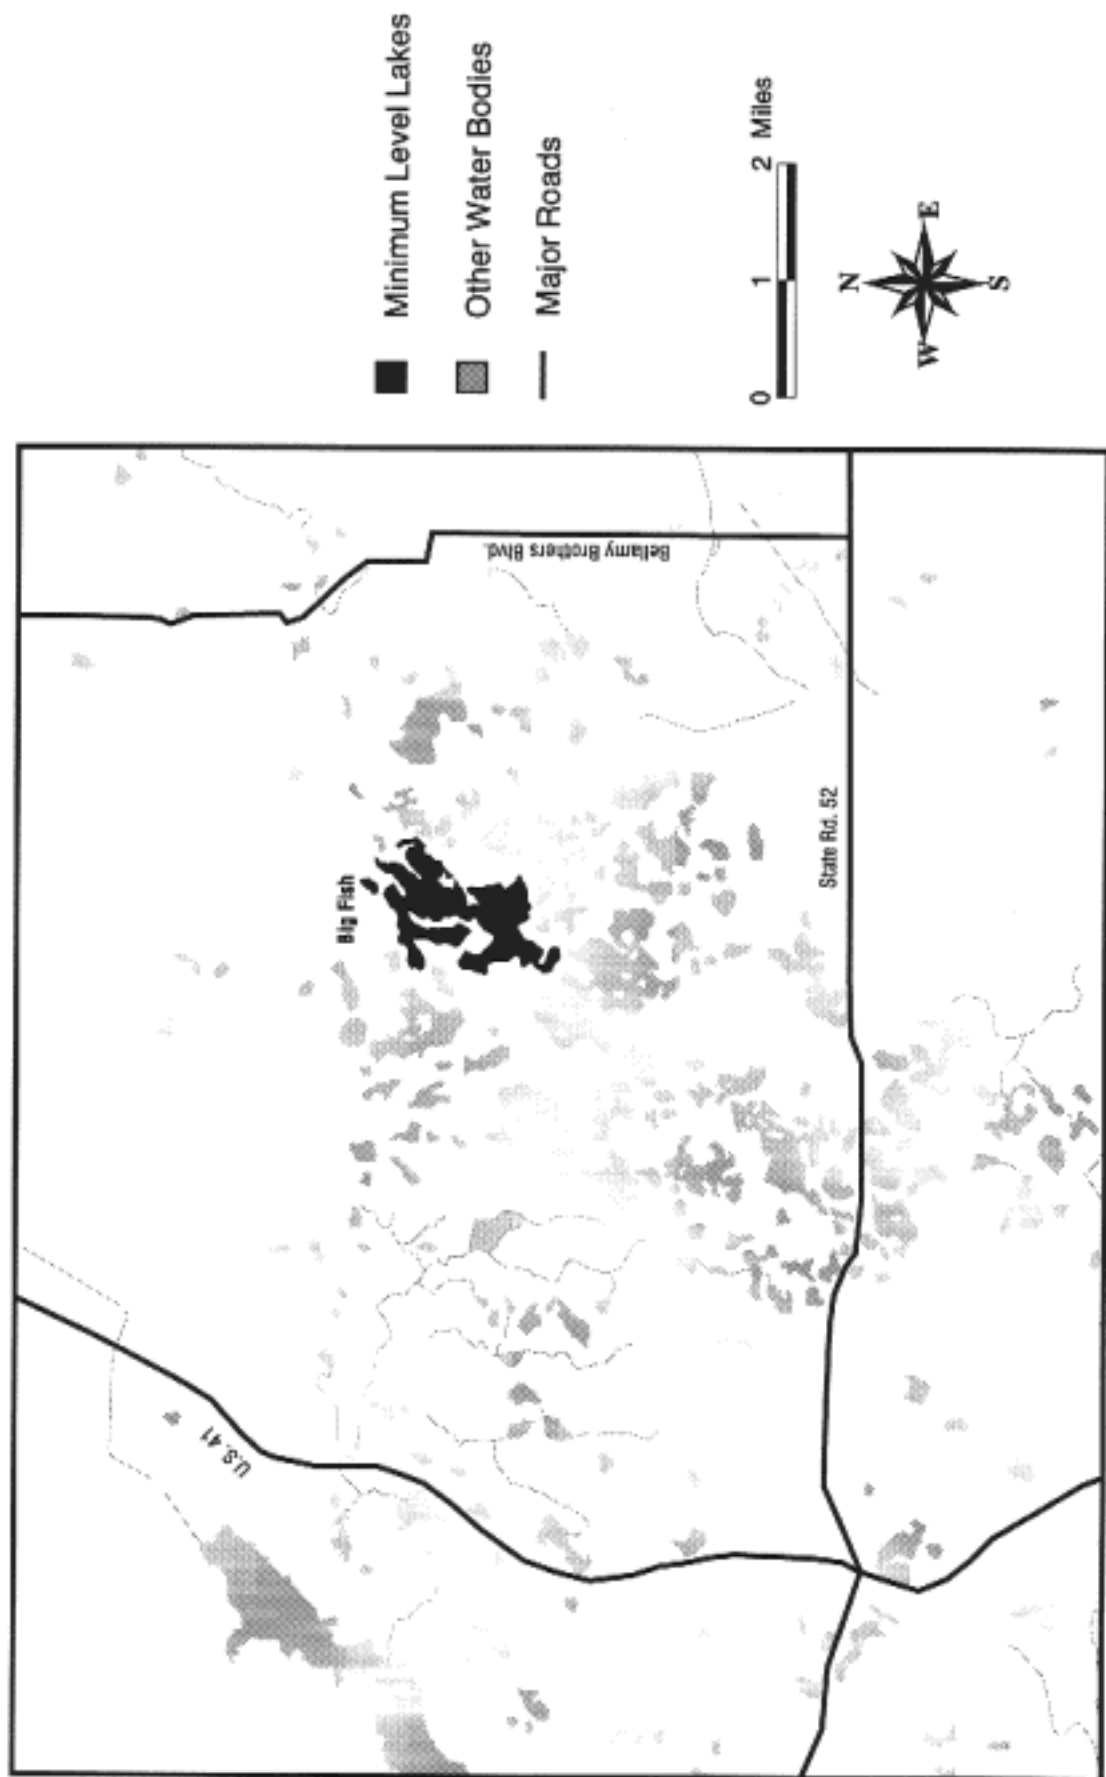 Minimum Level Lakes
Other Water Bodies
Major Roads
0 1 2 Miles
N
W E
S
Big Fish
Bellamy Brothers Blvd.
State Rd. 52
U.S. 41